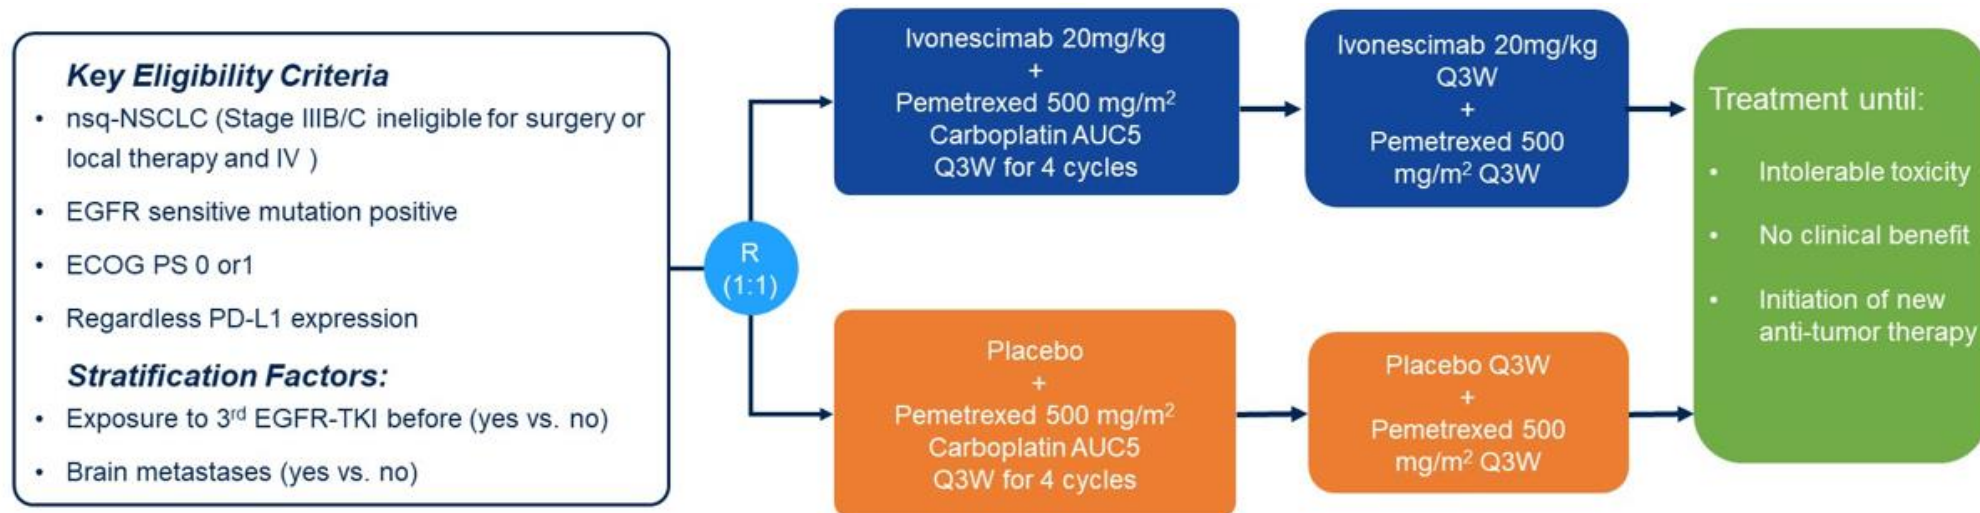 Key Eligibility Criteria
• nsq-NSCLC (Stage IIIB/C ineligible for surgery or
local therapy and IV )
• EGFR sensitive mutation positive
• ECOG PS 0 or1
• Regardless PD-L1 expression
Stratification Factors:
• Exposure to 3rd EGFR-TKI before (yes vs. no)
• Brain metastases (yes vs. no)
R
(1:1)
Ivonescimab 20mg/kg
+
Pemetrexed 500 mg/m²
Carboplatin AUC5
Q3W for 4 cycles
Ivonescimab 20mg/kg
Q3W
+
Pemetrexed 500
mg/m² Q3W
Placebo
+
Pemetrexed 500 mg/m²
Carboplatin AUC5
Q3W for 4 cycles
Placebo Q3W
+
Pemetrexed 500
mg/m² Q3W
Treatment until:
• Intolerable toxicity
• No clinical benefit
• Initiation of new
anti-tumor therapy